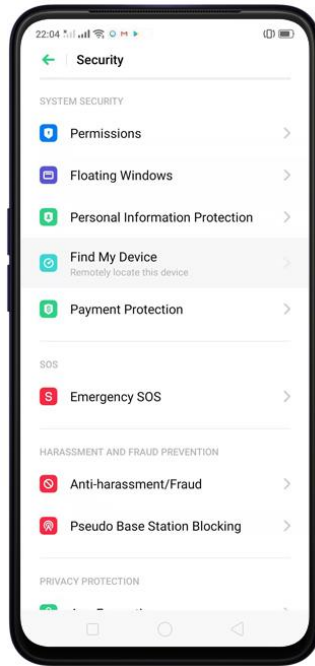 22:04
Security
SYSTEM SECURITY
Permissions
Floating Windows
Personal Information Protection
Find My Device
Remotely locate this device
Payment Protection
SOS
S Emergency SOS
HARASSMENT AND FRAUD PREVENTION
Anti-harassment/Fraud
Pseudo Base Station Blocking
PRIVACY PROTECTION